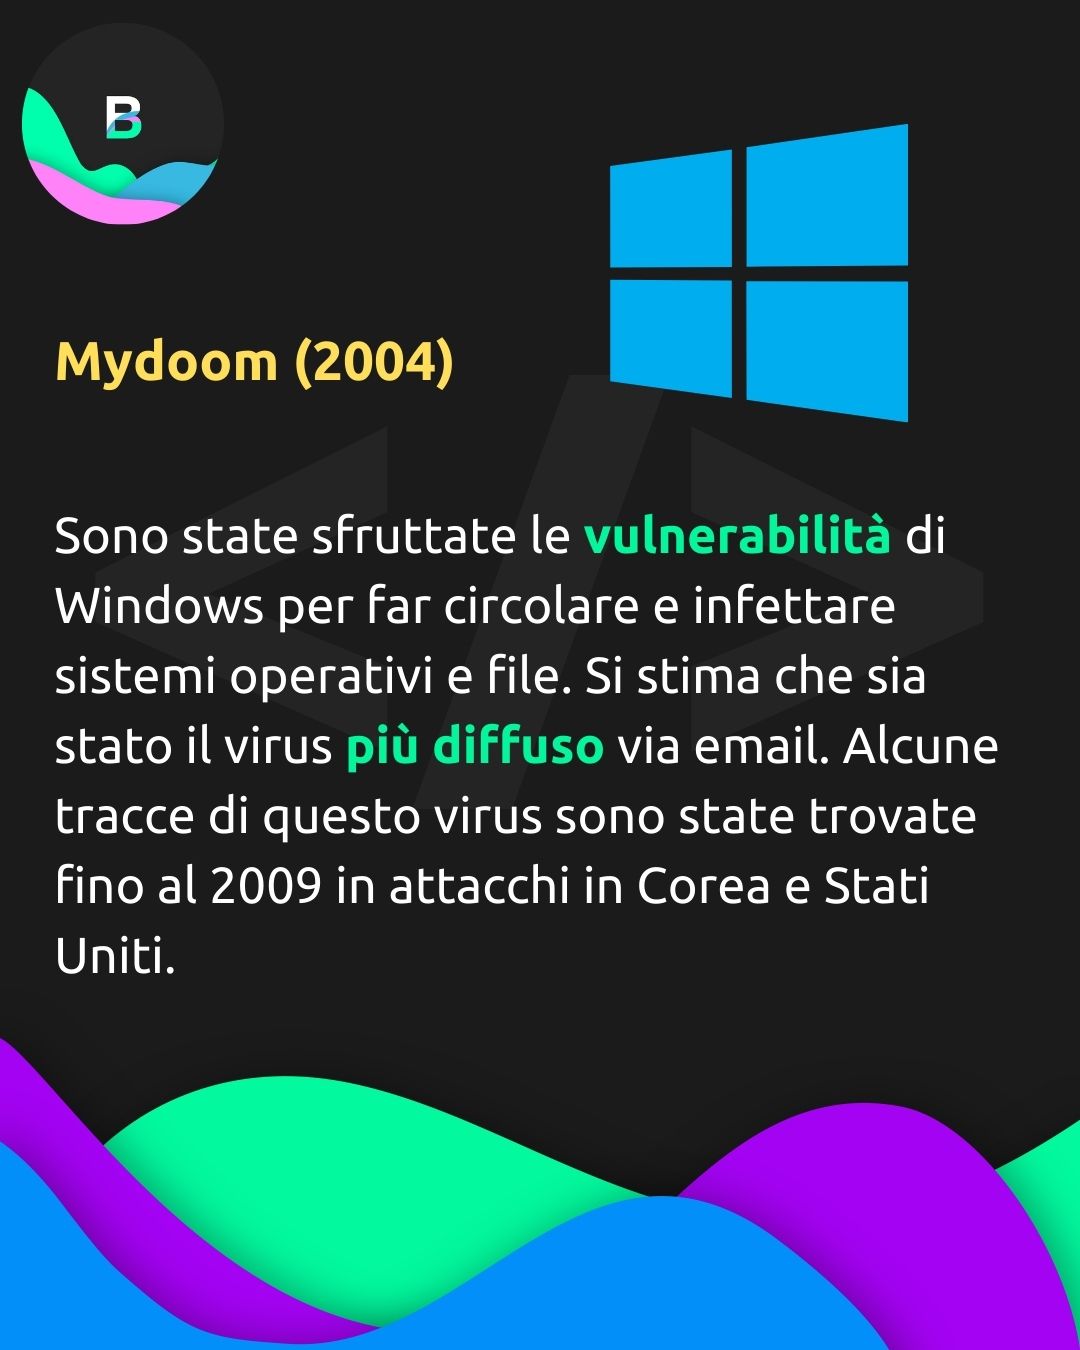 B
Mydoom (2004)
Sono state sfruttate le vulnerabilità di
Windows per far circolare e infettare
sistemi operativi e file. Si stima che sia
stato il virus più diffuso via email. Alcune
tracce di questo virus sono state trovate
fino al 2009 in attacchi in Corea e Stati
Uniti.